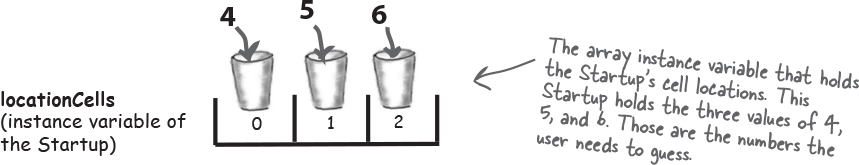 4 5 6
The array instance variable that holds
the Startup's cell locations. This
Startup holds the three values of 4,
5, and 6. Those are the numbers the
user needs to guess.
locationCells
(instance variable of
the Startup)
0 1 2